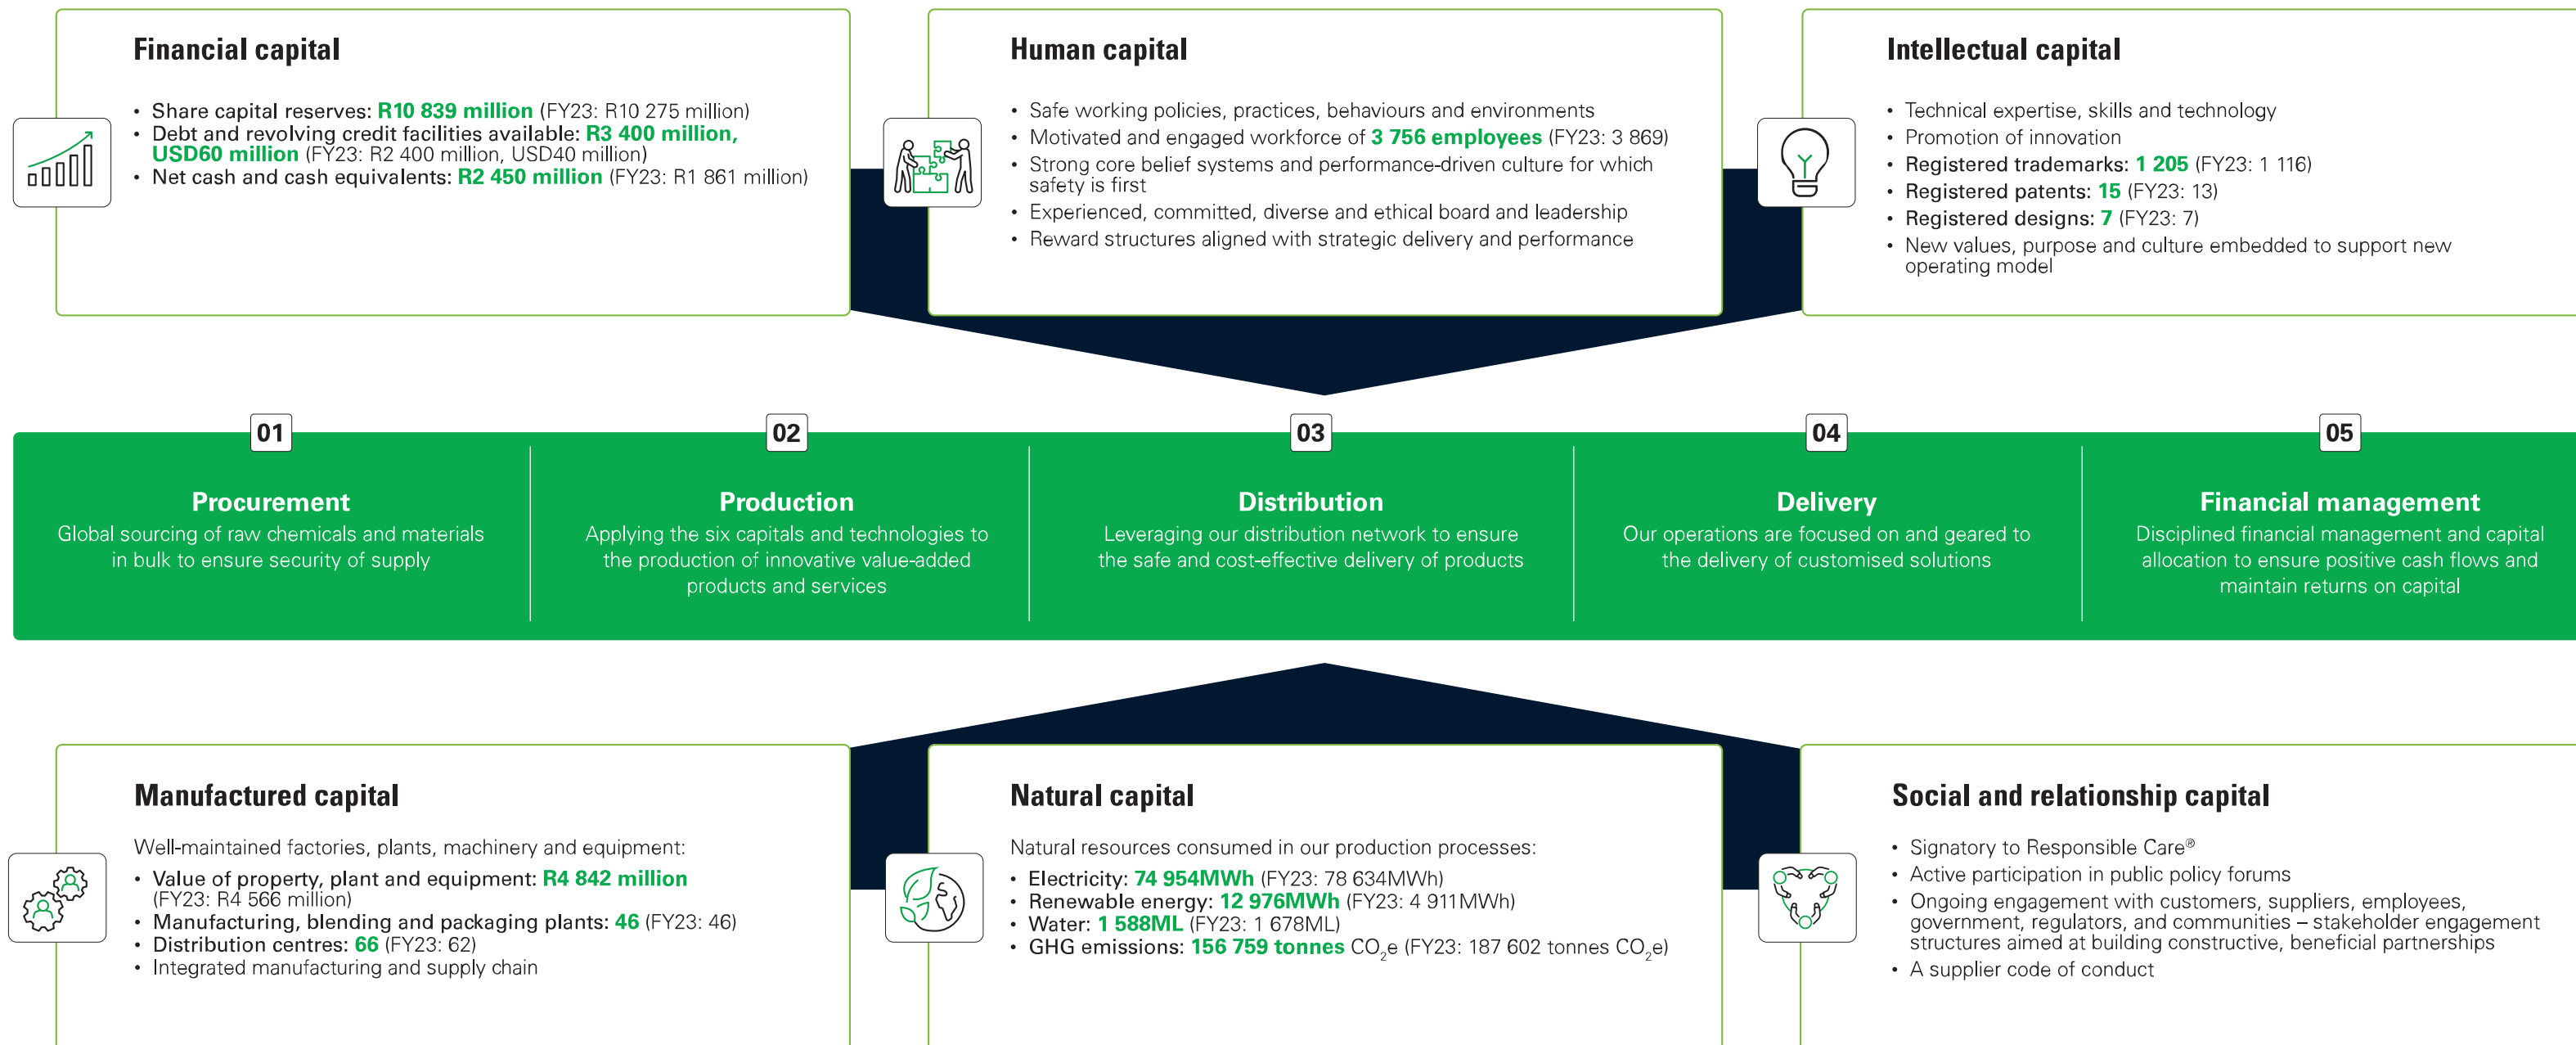 Financial capital
• Share capital reserves: R10 839 million (FY23: R10 275 million)
• Debt and revolving credit facilities available: R3 400 million,
USD60 million (FY23: R2 400 million, USD40 million)
• Net cash and cash equivalents: R2 450 million (FY23: R1 861 million)
Human capital
• Safe working policies, practices, behaviours and environments
• Motivated and engaged workforce of 3 756 employees (FY23: 3 869)
• Strong core belief systems and performance-driven culture for which
safety is first
• Experienced, committed, diverse and ethical board and leadership
• Reward structures aligned with strategic delivery and performance
Intellectual capital
• Technical expertise, skills and technology
• Promotion of innovation
• Registered trademarks: 1 205 (FY23: 1 116)
• Registered patents: 15 (FY23: 13)
• Registered designs: 7 (FY23: 7)
• New values, purpose and culture embedded to support new
operating model
01
Procurement
Global sourcing of raw chemicals and materials
in bulk to ensure security of supply
02
Production
Applying the six capitals and technologies to
the production of innovative value-added
products and services
03
Distribution
Leveraging our distribution network to ensure
the safe and cost-effective delivery of products
04
Delivery
Our operations are focused on and geared to
the delivery of customised solutions
05
Financial management
Disciplined financial management and capital
allocation to ensure positive cash flows and
maintain returns on capital
Manufactured capital
Well-maintained factories, plants, machinery and equipment:
• Value of property, plant and equipment: R4 842 million
(FY23: R4 566 million)
• Manufacturing, blending and packaging plants: 46 (FY23: 46)
• Distribution centres: 66 (FY23: 62)
• Integrated manufacturing and supply chain
Natural capital
Natural resources consumed in our production processes:
• Electricity: 74 954MWh (FY23: 78 634MWh)
• Renewable energy: 12 976MWh (FY23: 4 911MWh)
• Water: 1 588ML (FY23: 1 678ML)
• GHG emissions: 156 759 tonnes CO₂e (FY23: 187 602 tonnes CO₂e)
Social and relationship capital
• Signatory to Responsible Care®
• Active participation in public policy forums
• Ongoing engagement with customers, suppliers, employees,
government, regulators, and communities – stakeholder engagement
structures aimed at building constructive, beneficial partnerships
• A supplier code of conduct